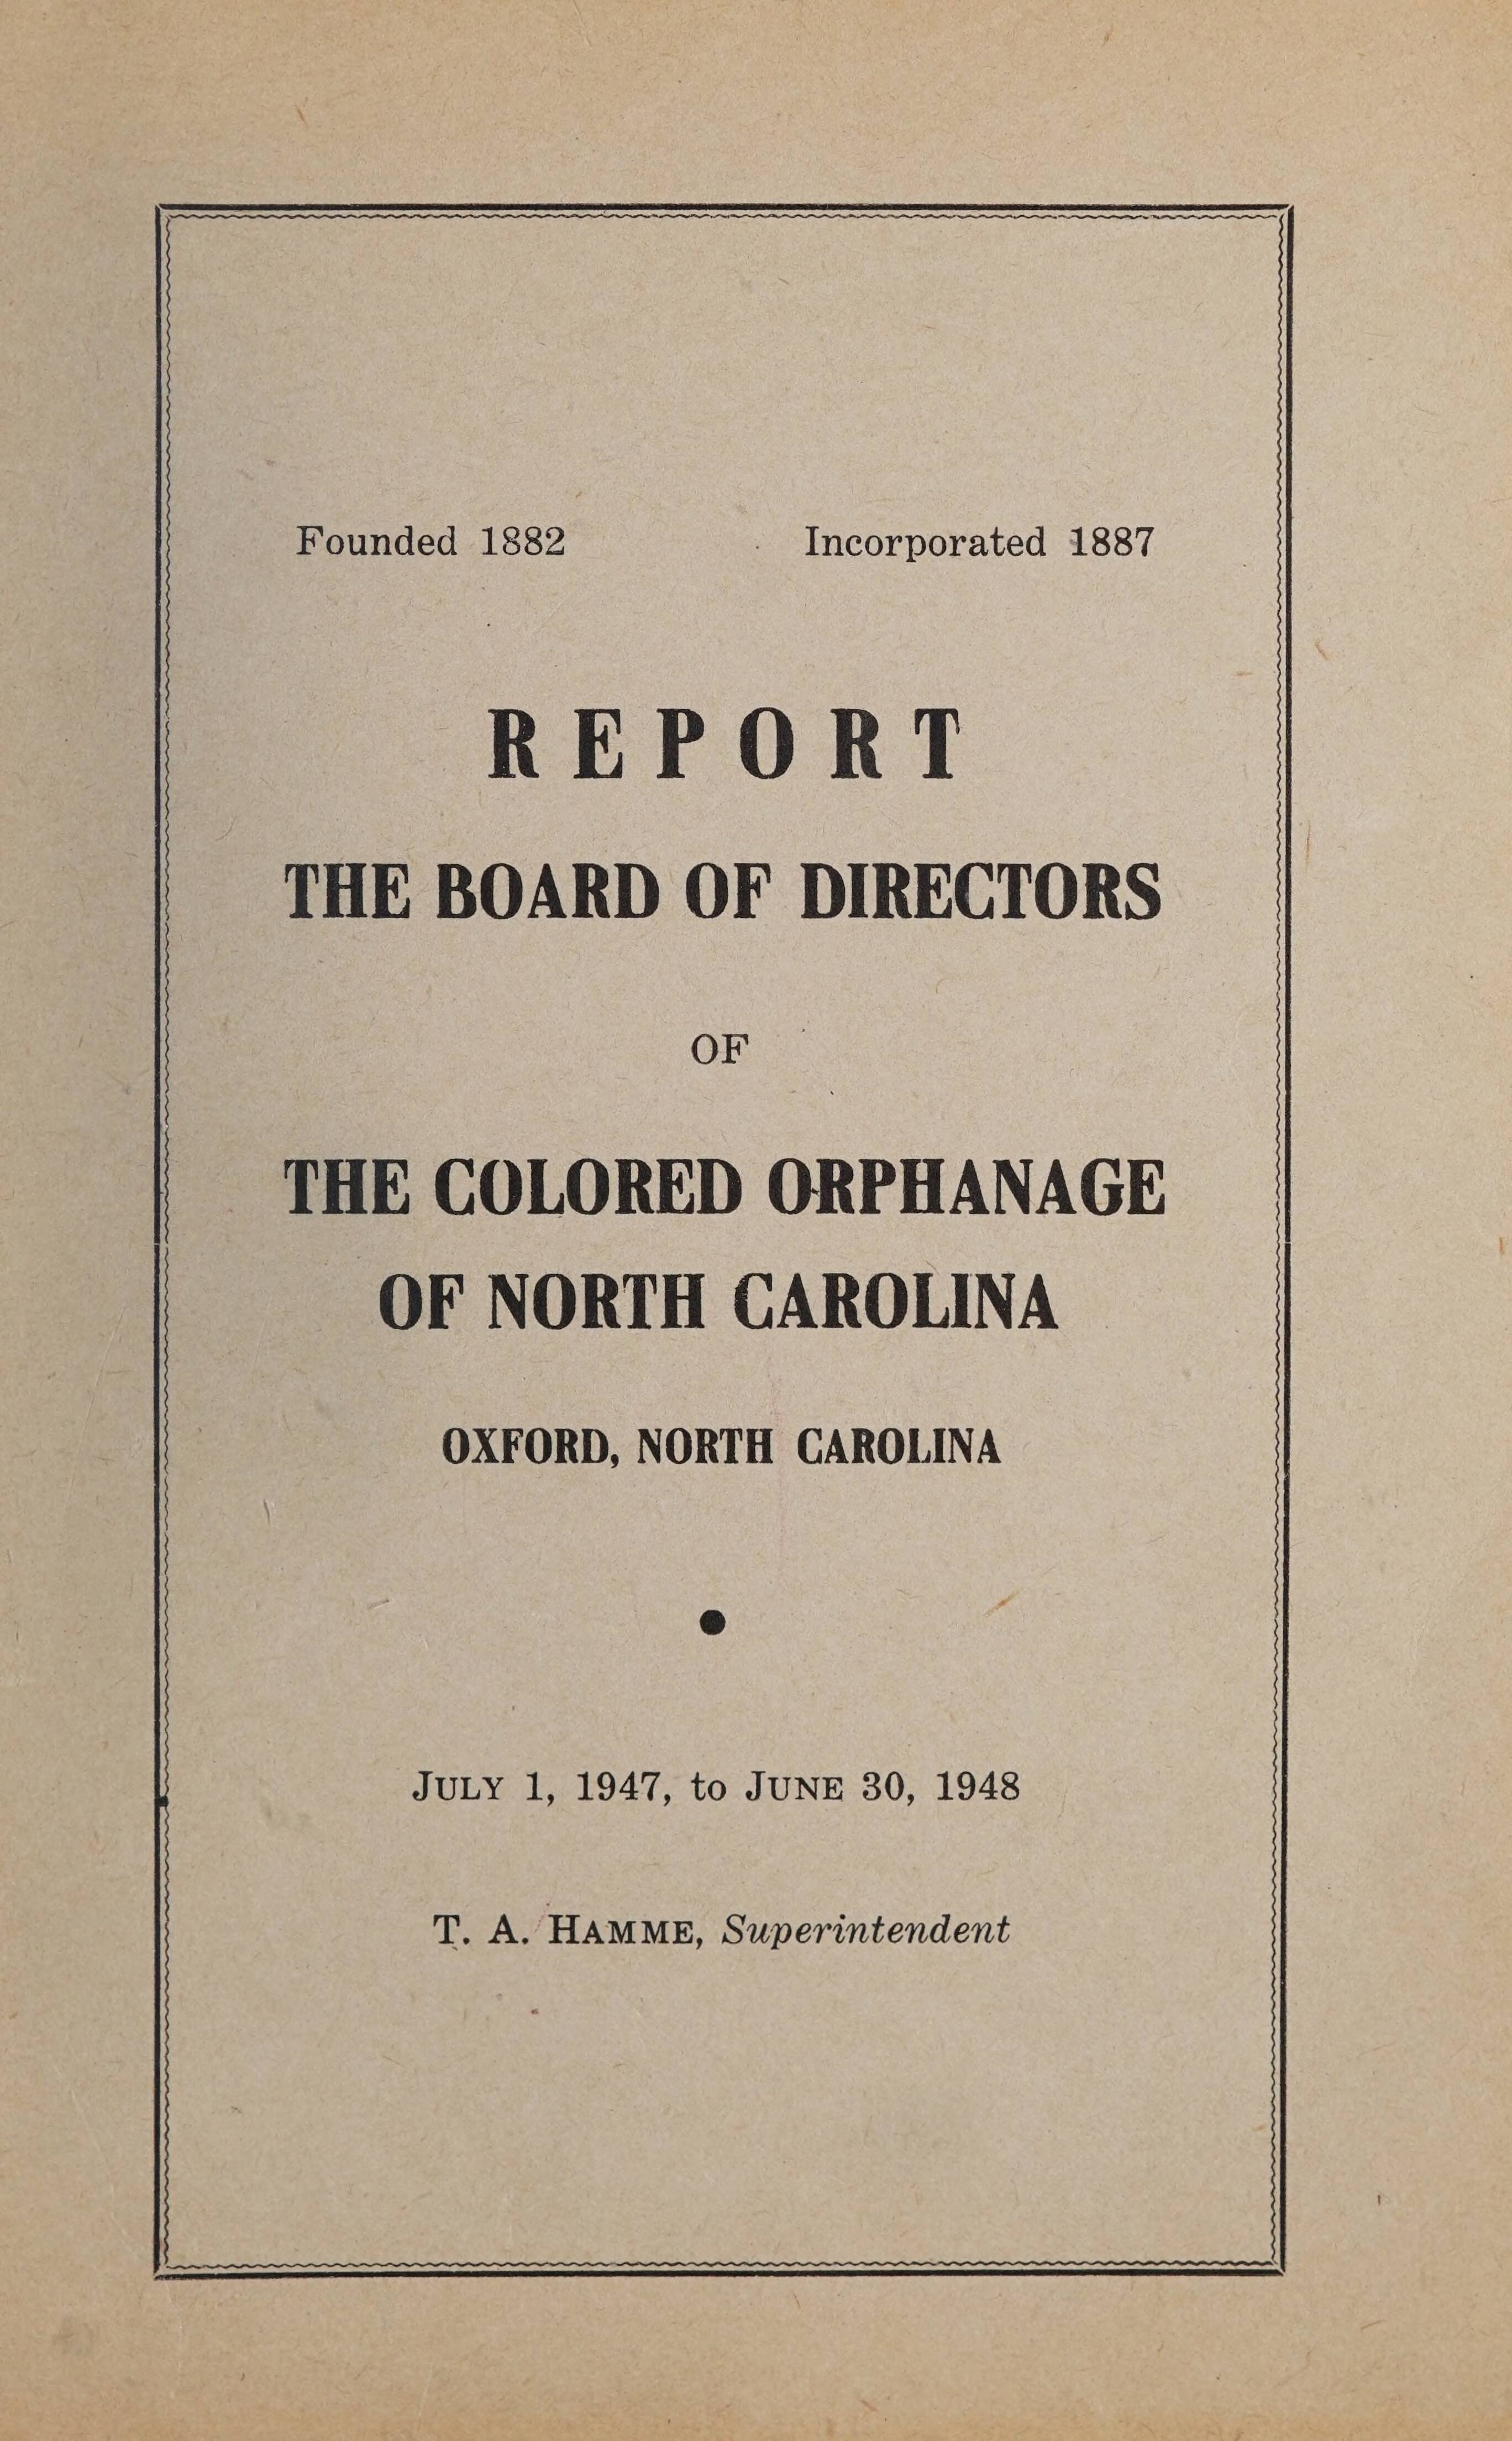 Founded 1882 Incorporated 1887
REPORT
THE BOARD OF DIRECTORS
OF
THE COLORED ORPHANAGE
OF NORTH CAROLINA
OXFORD, NORTH CAROLINA
●
JULY 1, 1947, to JUNE 30, 1948
T. A. HAMME, Superintendent